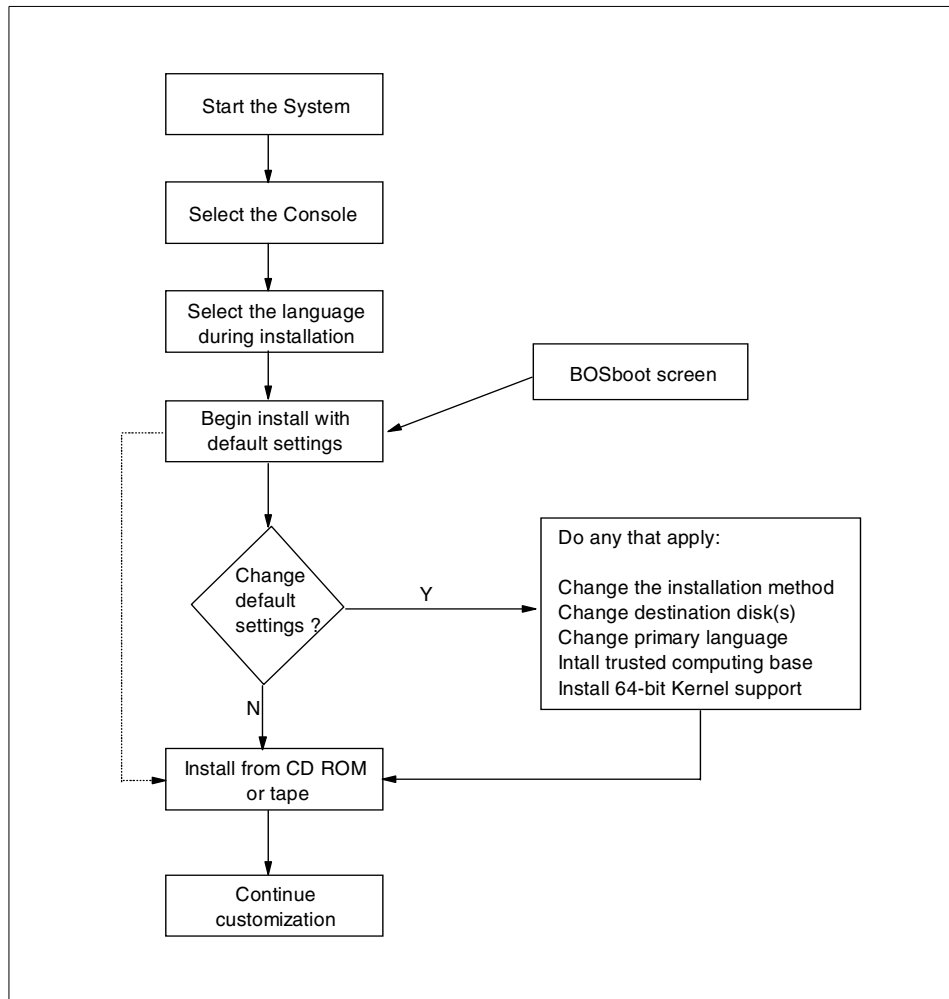 Start the System
Select the Console
Select the language
during installation
BOSboot screen
Begin install with
default settings
Change
default
settings ?
Y
Do any that apply:
Change the installation method
Change destination disk(s)
Change primary language
Intall trusted computing base
Install 64-bit Kernel support
N
Install from CD ROM
or tape
Continue
customization